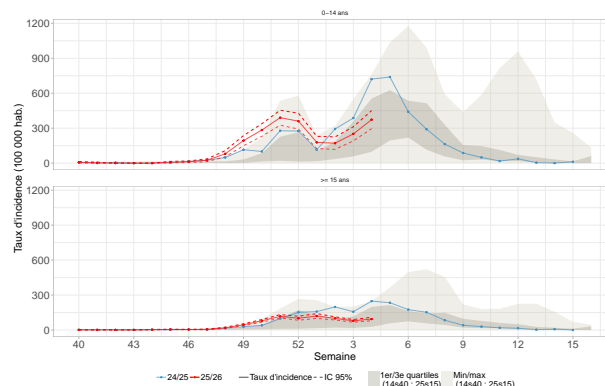 0−14 ans
Taux d'incidence (100 000 hab.)
1200
900
600
300
0
>= 15 ans
1200
900
600
300
0
40 43 46 49 52 3 6 9 12 15
Semaine
24/25 25/26 Taux d'incidence IC 95% 1er/3e quartiles Min/max
(14s40 : 25s15) (14s40 : 25s15)